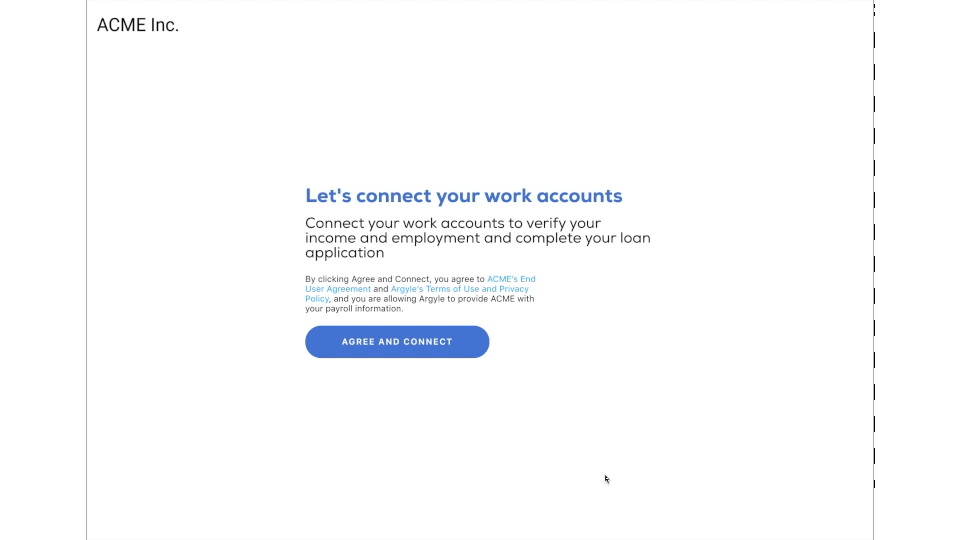 ACME Inc.
Let's connect your work accounts
Connect your work accounts to verify your
income and employment and complete your loan
application
By clicking Agree and Connect, you agree to ACME's End
User Agreement and Argyle's Terms of Use and Privacy
Policy, and you are allowing Argyle to provide ACME with
your payroll information.
AGREE AND CONNECT